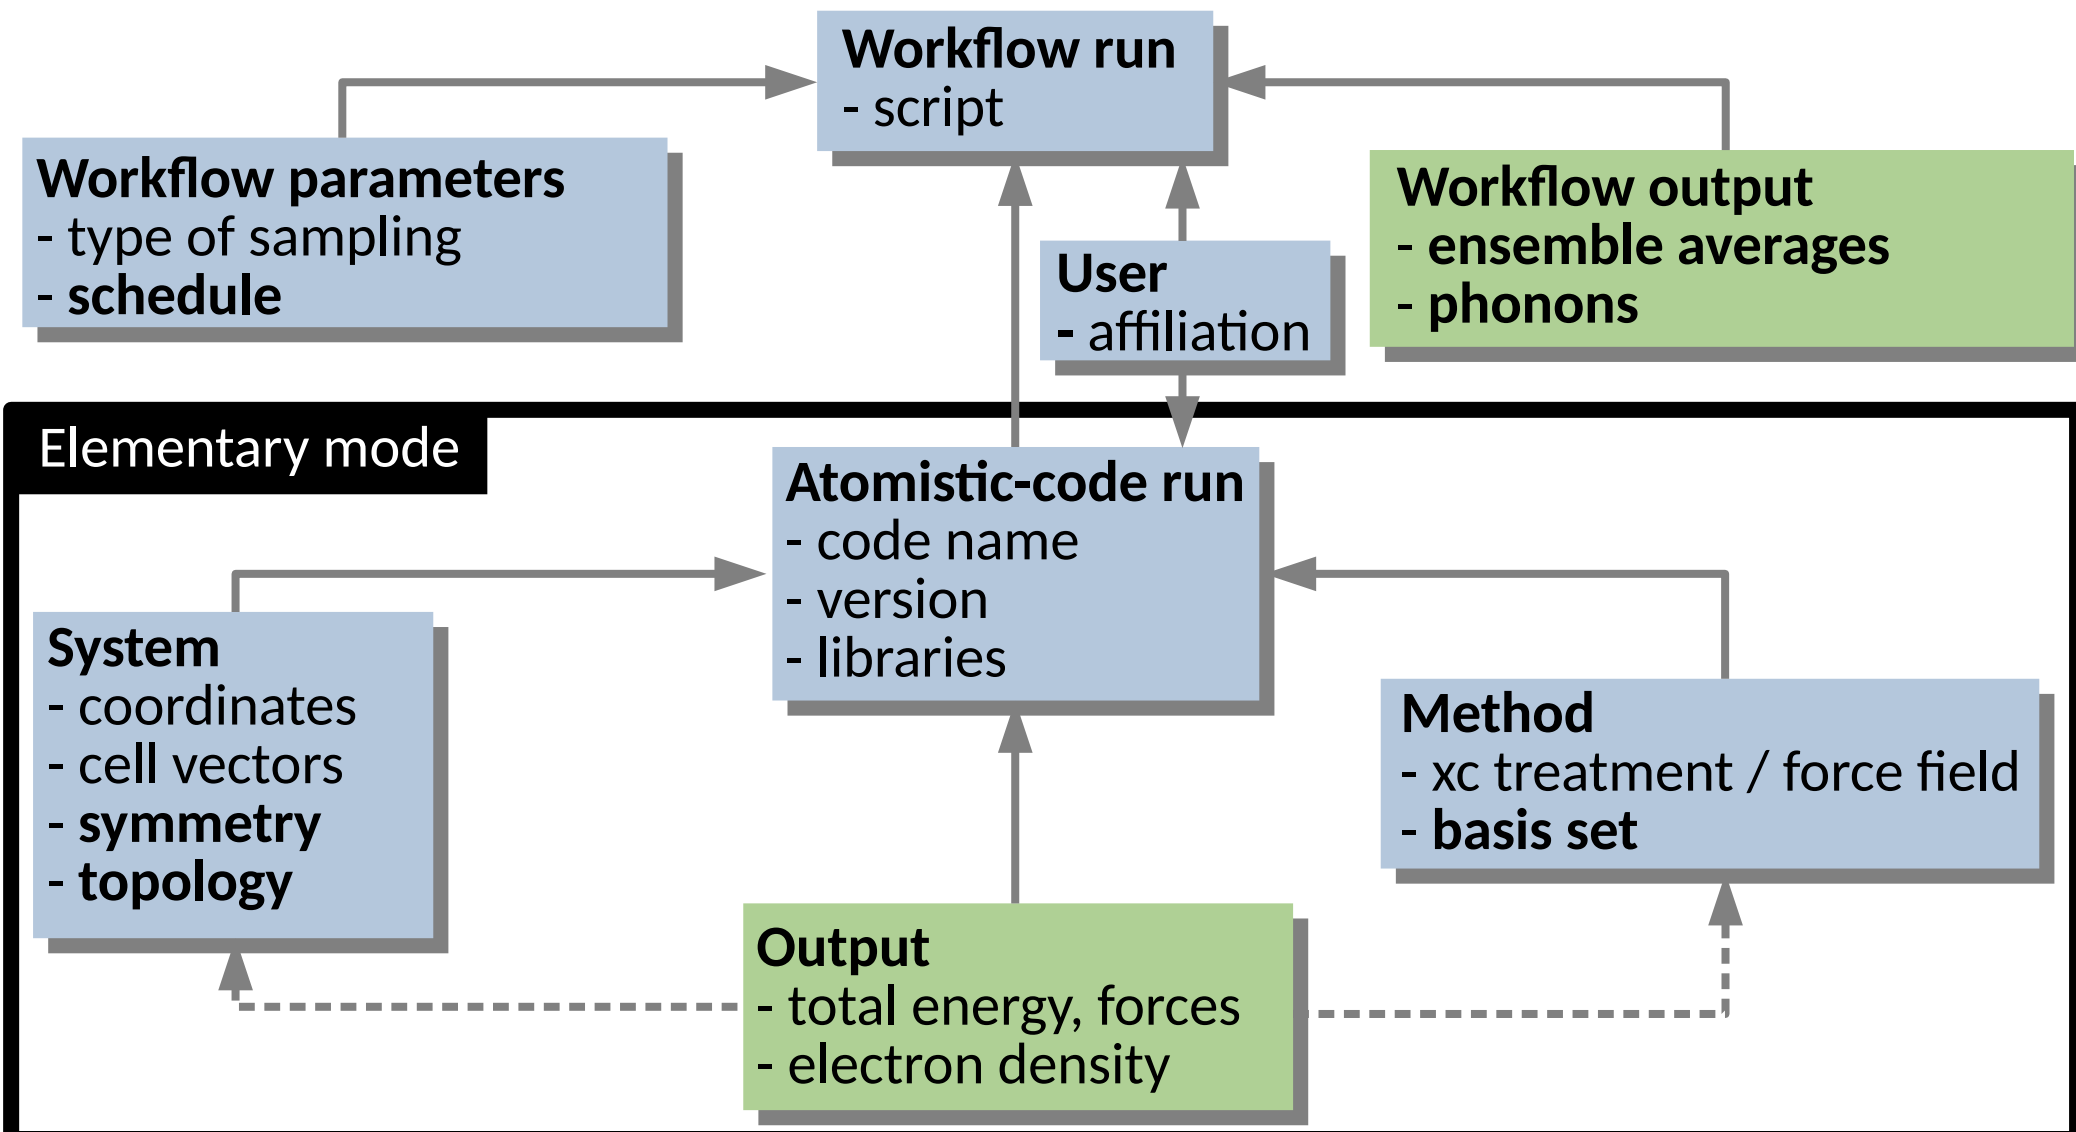 Workflow run
- script
Workflow parameters
- type of sampling
- schedule
User
- affiliation
Workflow output
- ensemble averages
- phonons
Elementary mode
Atomistic-code run
- code name
- version
- libraries
System
- coordinates
- cell vectors
- symmetry
- topology
Method
- xc treatment / force field
- basis set
Output
- total energy, forces
- electron density